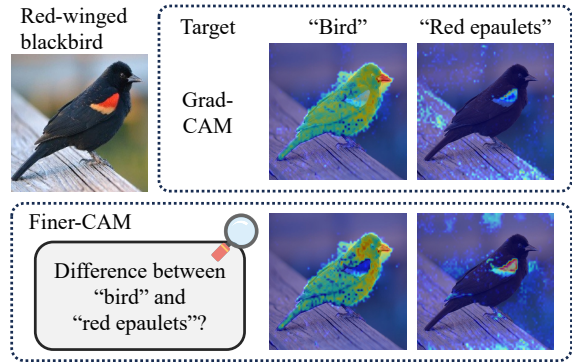 Red-winged
blackbird
Target
“Bird”
“Red epaulets”
Grad-
CAM
Finer-CAM
Difference between
“bird” and
“red epaulets”?